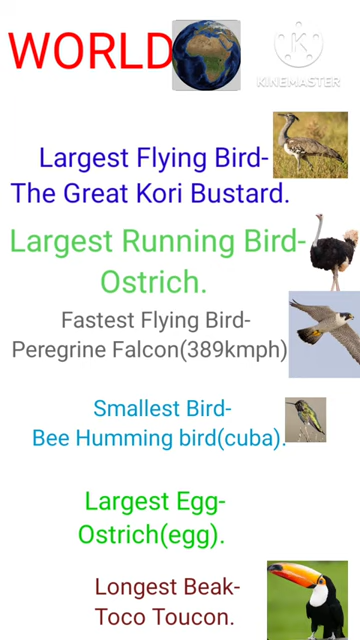 WORLD
KINEMASTER
Largest Flying Bird-
The Great Kori Bustard.
Largest Running Bird-
Ostrich.
Fastest Flying Bird-
Peregrine Falcon(389kmph)
Smallest Bird-
Bee Humming bird(cuba).
Largest Egg-
Ostrich(egg).
Longest Beak-
Toco Toucon.